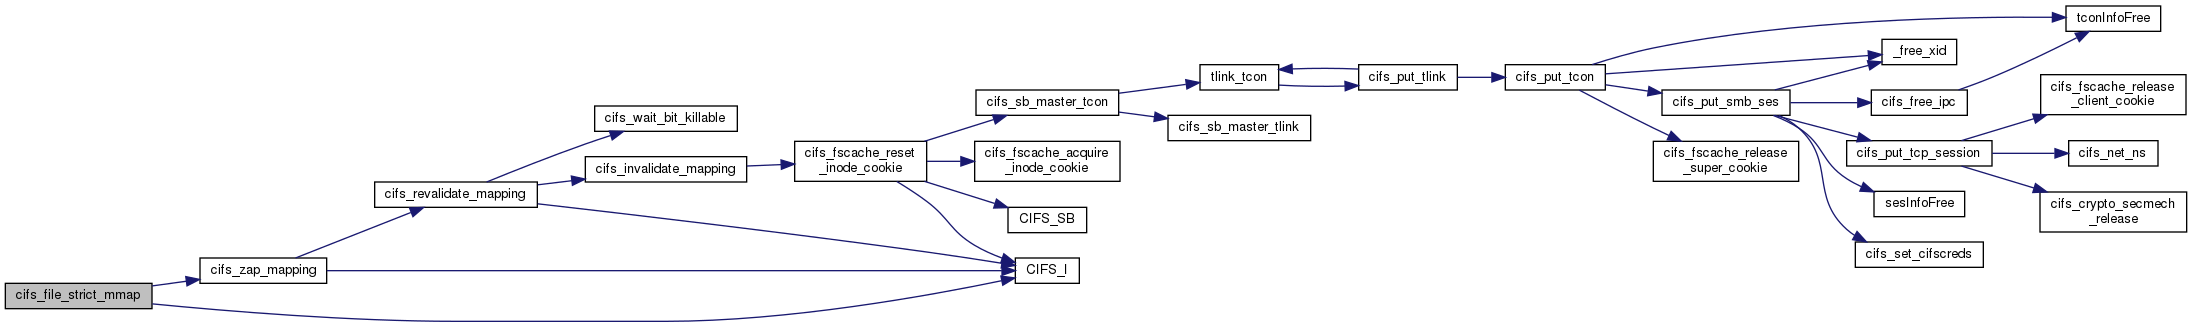 cifs_file_strict_mmap
cifs_zap_mapping
cifs_revalidate_mapping
cifs_wait_bit_killable
cifs_invalidate_mapping
cifs_fscache_reset
_inode_cookie
cifs_sb_master_tcon
cifs_fscache_acquire
_inode_cookie
CIFS_SB
CIFS_I
tlink_tcon
cifs_sb_master_tlink
cifs_put_tlink
cifs_put_tcon
cifs_put_smb_ses
cifs_fscache_release
_super_cookie
tconInfoFree
_free_xid
cifs_free_ipc
cifs_put_tcp_session
sesInfoFree
cifs_set_cifscreds
cifs_fscache_release
_client_cookie
cifs_net_ns
cifs_crypto_secmech
_release